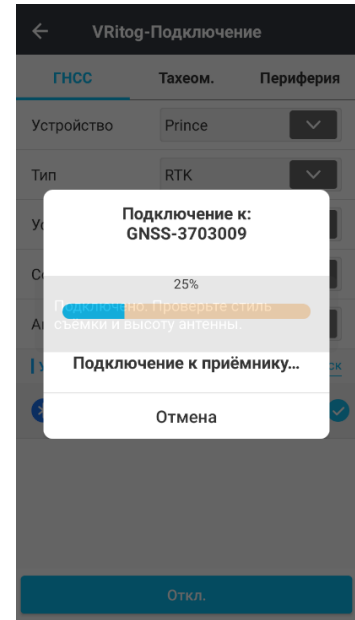 VRitog-Подключение
ГНСС Тахеом. Периферия
Устройство Prince
Тип RTK
Подключение к:
GNSS-3703009
25%
Подключено. Проверьте стиль
съёмки и высоту антенны.
Подключение к приёмнику...
Отмена
Откл.